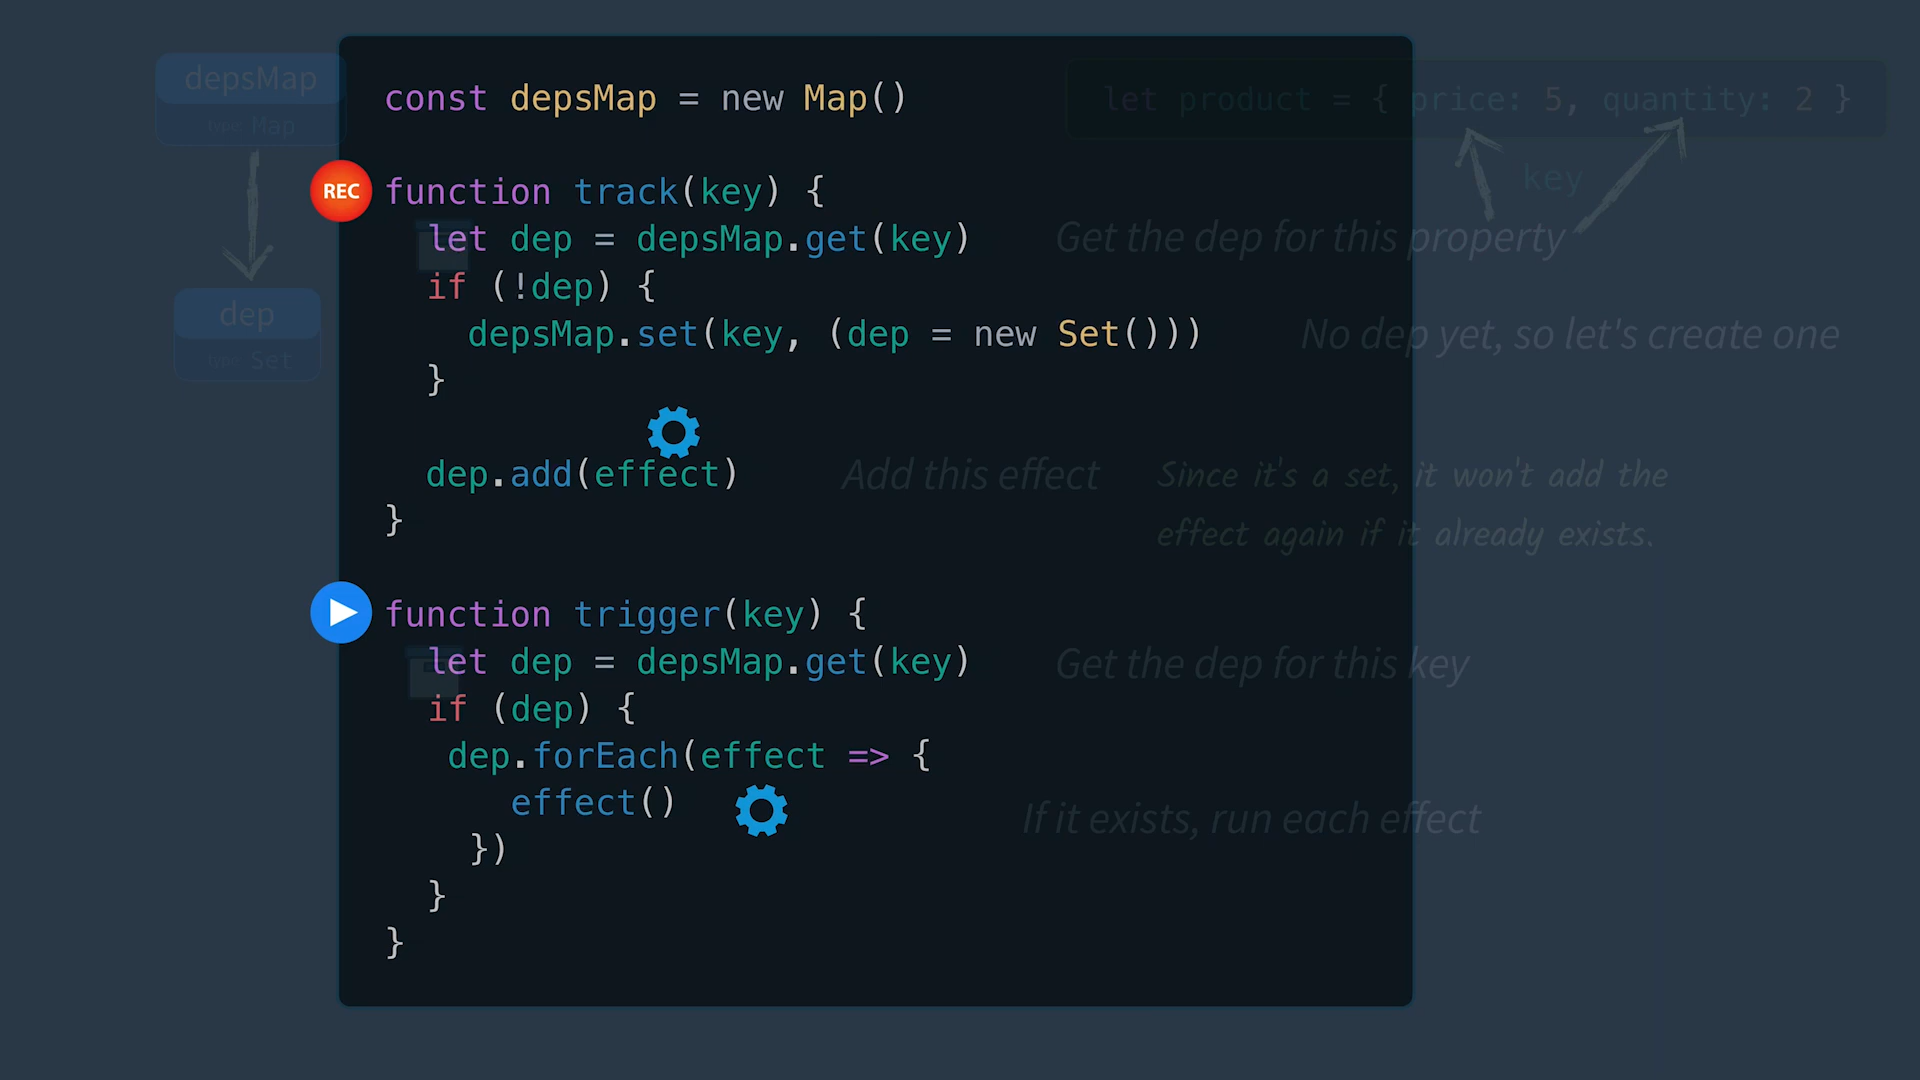 depsMap
type: Map
dep
type: Set
let product = { price: 5, quantity: 2 }
key
const depsMap = new Map()
REC
function track(key) {
let dep = depsMap.get(key)
Get the dep for this property
if (!dep) {
depsMap.set(key, (dep = new Set()))
No dep yet, so let's create one
}
dep.add(effect)
Add this effect
Since it's a set, it won't add the
effect again if it already exists.
}
function trigger(key) {
let dep = depsMap.get(key)
Get the dep for this key
if (dep) {
dep.forEach(effect => {
effect()
If it exists, run each effect
})
}
}